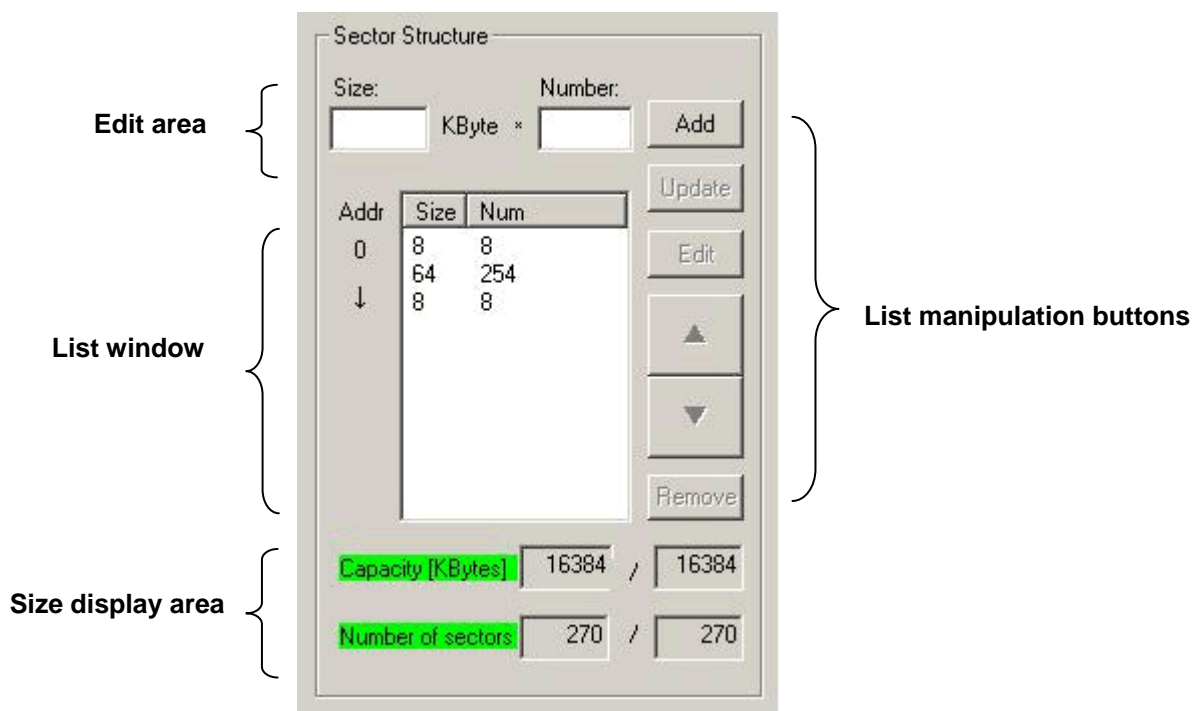 Sector Structure
Size: Number:
Edit area KByte * Add
Update
Addr Size Num
0 8 8 Edit
64 254
↓ 8 8
List manipulation buttons
▲
List window
▼
Remove
Capacity [KBytes] 16384 / 16384
Size display area
Number of sectors 270 / 270